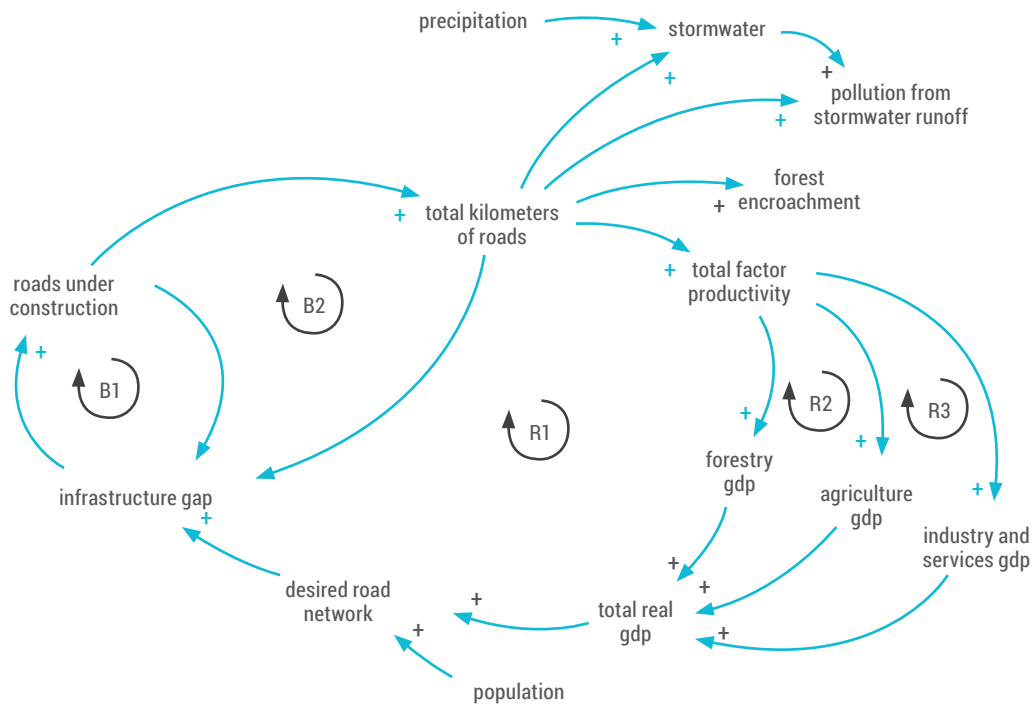 precipitation
+
stormwater
+
+
pollution from
stormwater runoff
+
forest
encroachment
+
total kilometers
of roads
+
total factor
productivity
+
roads under
construction
+
B2
B1
R1
R2
R3
+
+
+
forestry
gdp
agriculture
gdp
industry and
services gdp
infrastructure gap
+
desired road
network
+
+
total real
gdp
+
+
+
population